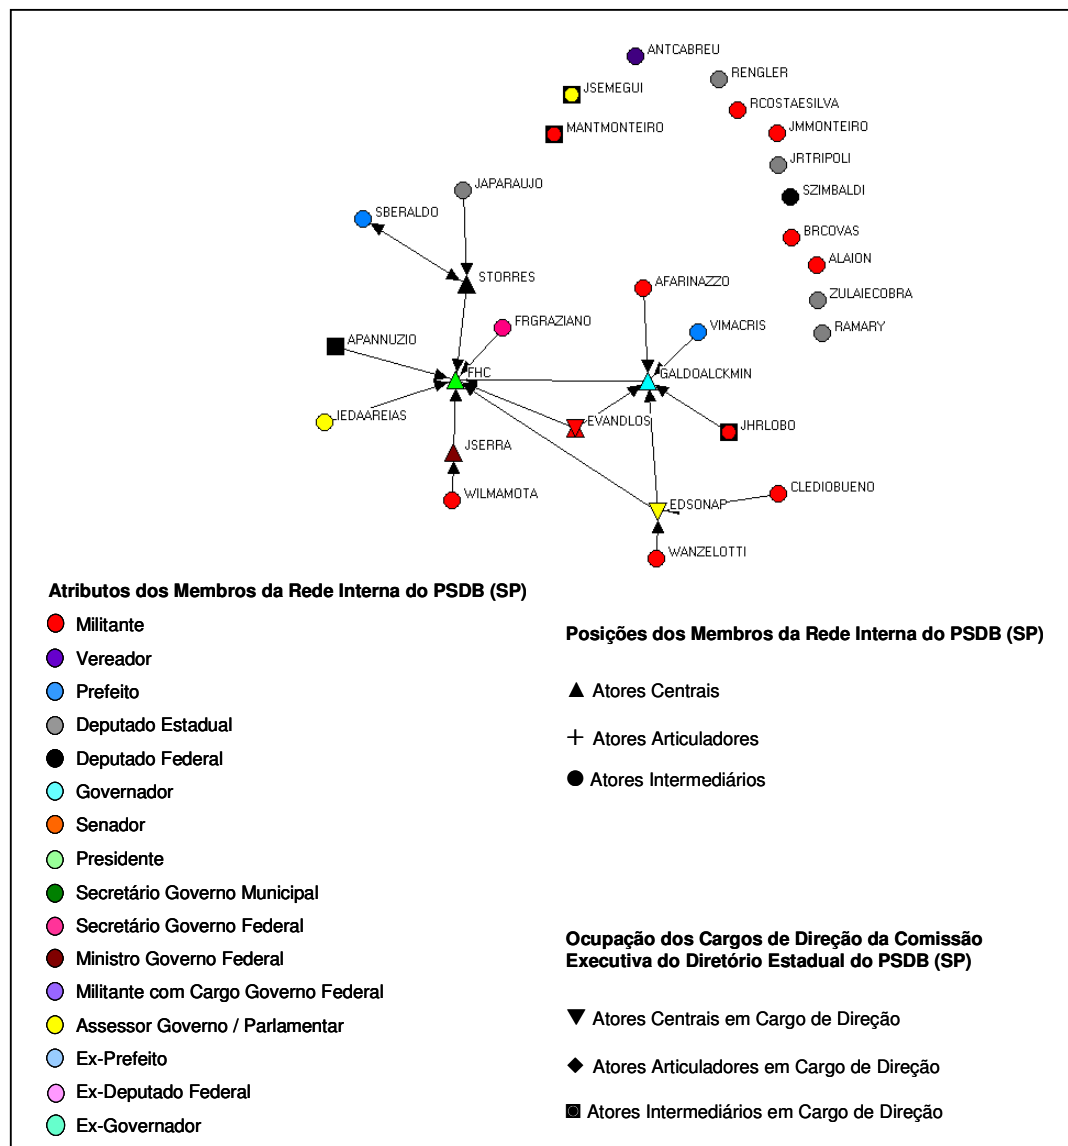 ANTCABREU
RENGLER
JSEMEGUI
RCOSTAESILVA
MANTMONTEIRO
JMMONTEIRO
JRTRIPOLI
JAPARAUJO
SZIMBALDI
SBERALDO
BRCOVAS
ALAION
STORRES
AFARINAZZO
ZULAIECOBRA
FRGRAZIANO
VIMACRIS
RAMARY
APANNUZIO
FHC
GALDOALCKMIN
IEDAAREIAS
EVANDLOS
JHRLOBO
JSERRA
WILMAMOTA
CLEDIOBUENO
EDSONAP
WANZELOTTI
Atributos dos Membros da Rede Interna do PSDB (SP)
Militante
Vereador
Prefeito
Deputado Estadual
Deputado Federal
Governador
Senador
Presidente
Secretário Governo Municipal
Secretário Governo Federal
Ministro Governo Federal
Militante com Cargo Governo Federal
Assessor Governo / Parlamentar
Ex-Prefeito
Ex-Deputado Federal
Ex-Governador
Posições dos Membros da Rede Interna do PSDB (SP)
Atores Centrais
Atores Articuladores
Atores Intermediários
Ocupação dos Cargos de Direção da Comissão
Executiva do Diretório Estadual do PSDB (SP)
Atores Centrais em Cargo de Direção
Atores Articuladores em Cargo de Direção
Atores Intermediários em Cargo de Direção